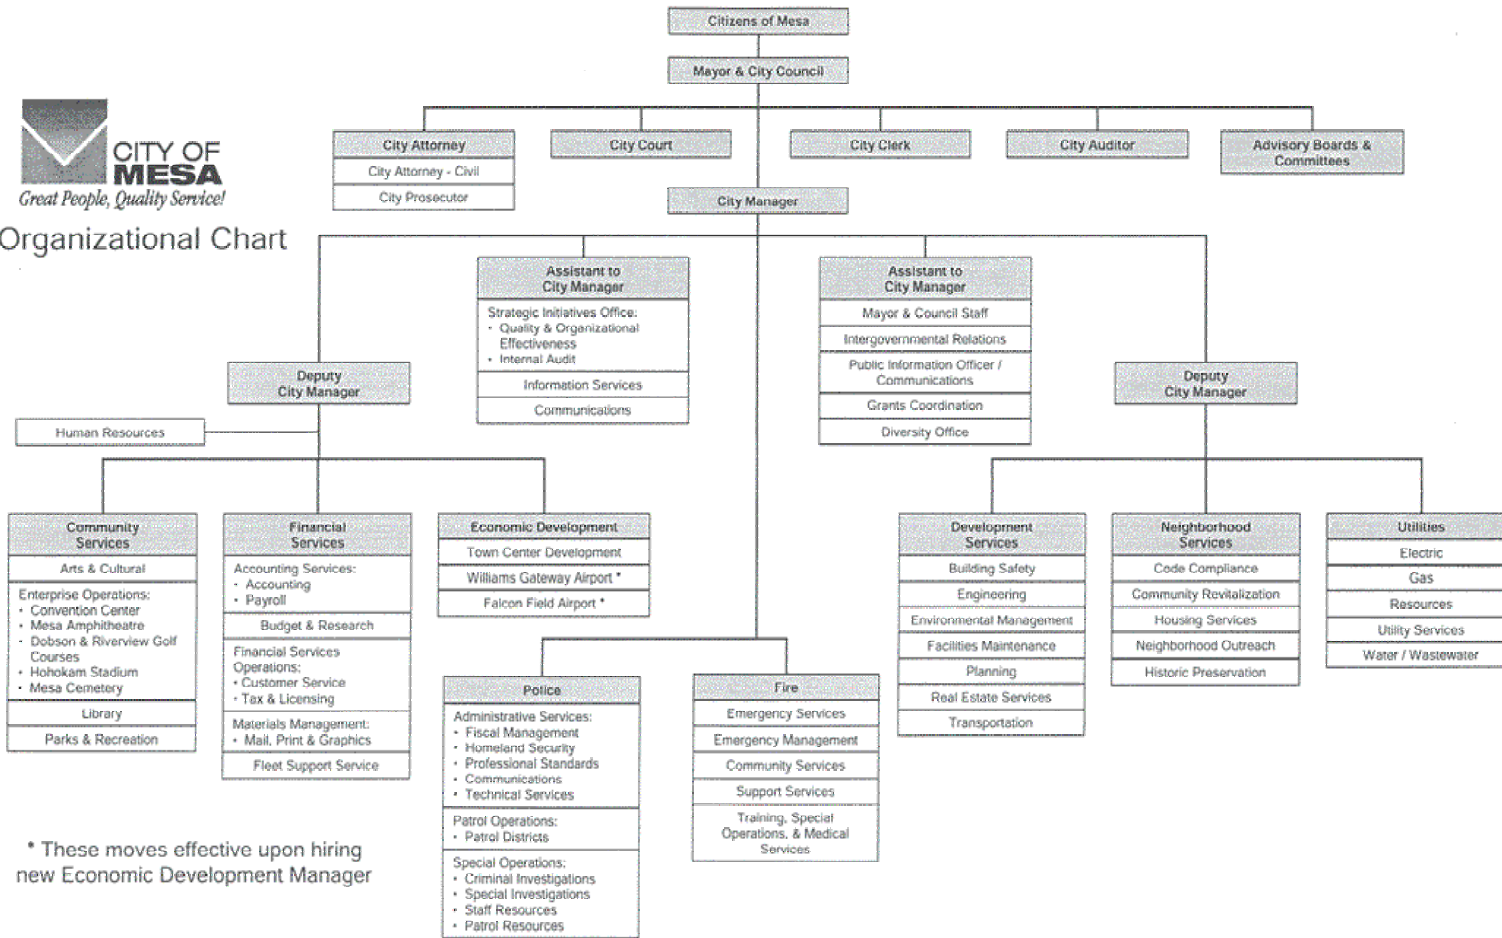 Citizens of Mesa
Mayor & City Council
CITY OF
MESA
Great People, Quality Service!
Organizational Chart
City Attorney
City Attorney - Civil
City Prosecutor
City Court
City Clerk
City Auditor
Advisory Boards &
Committees
City Manager
Assistant to
City Manager
Strategic Initiatives Office:
• Quality & Organizational
Effectiveness
• Internal Audit
Information Services
Communications
Assistant to
City Manager
Mayor & Council Staff
Intergovernmental Relations
Public Information Officer /
Communications
Grants Coordination
Diversity Office
Deputy
City Manager
Human Resources
Deputy
City Manager
Community
Services
Arts & Cultural
Enterprise Operations:
• Convention Center
• Mesa Amphitheatre
• Dobson & Riverview Golf
Courses
• Hohokam Stadium
• Mesa Cemetery
Library
Parks & Recreation
Financial
Services
Accounting Services:
• Accounting
• Payroll
Budget & Research
Financial Services
Operations:
• Customer Service
• Tax & Licensing
Materials Management:
• Mail, Print & Graphics
Fleet Support Service
Economic Development
Town Center Development
Williams Gateway Airport *
Falcon Field Airport *
Police
Administrative Services:
• Fiscal Management
• Homeland Security
• Professional Standards
• Communications
• Technical Services
Patrol Operations:
• Patrol Districts
Special Operations:
• Criminal Investigations
• Special Investigations
• Staff Resources
• Patrol Resources
Fire
Emergency Services
Emergency Management
Community Services
Support Services
Training, Special
Operations, & Medical
Services
Development
Services
Building Safety
Engineering
Environmental Management
Facilities Maintenance
Planning
Real Estate Services
Transportation
Neighborhood
Services
Code Compliance
Community Revitalization
Housing Services
Neighborhood Outreach
Historic Preservation
Utilities
Electric
Gas
Resources
Utility Services
Water / Wastewater
* These moves effective upon hiring
new Economic Development Manager